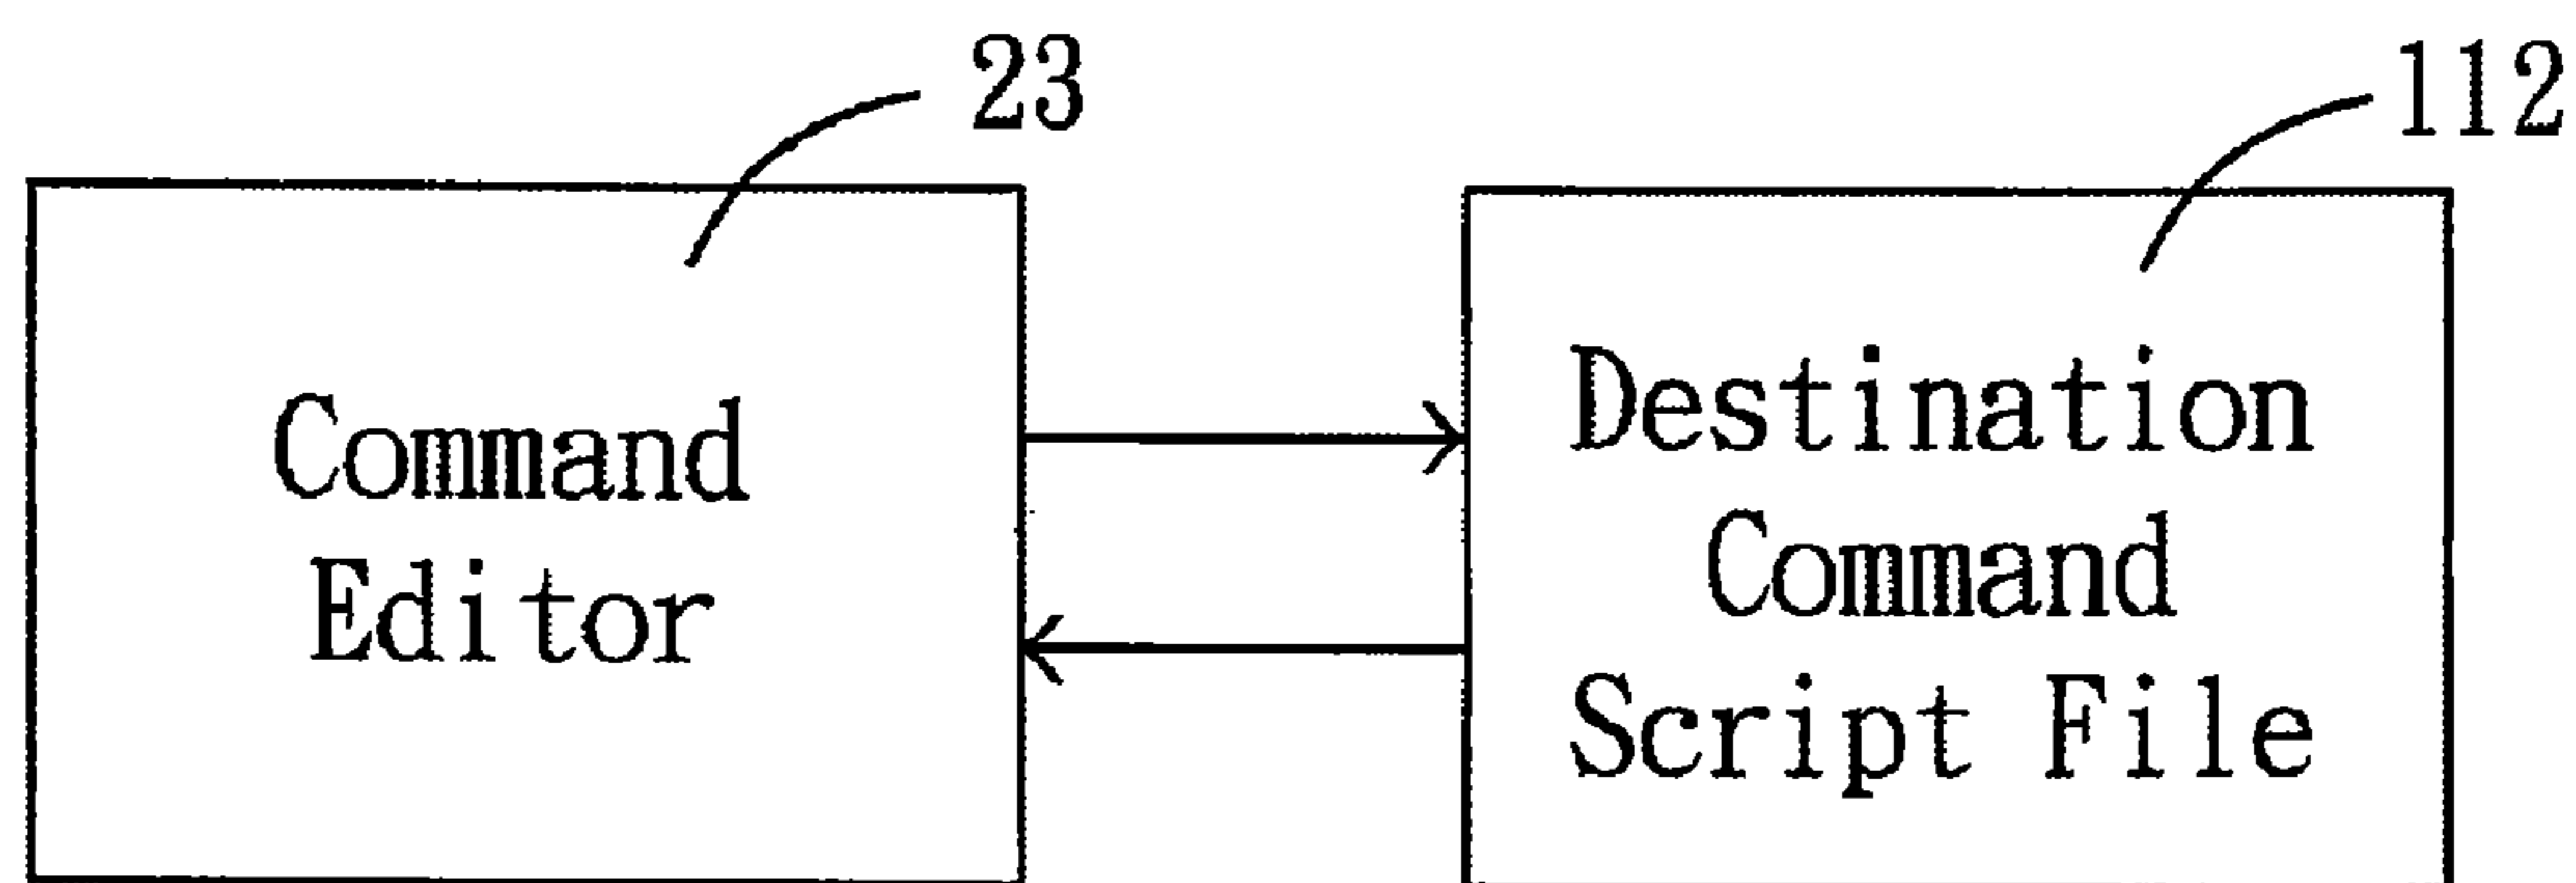 23
112
Command
Editor
Destination
Command
Script File